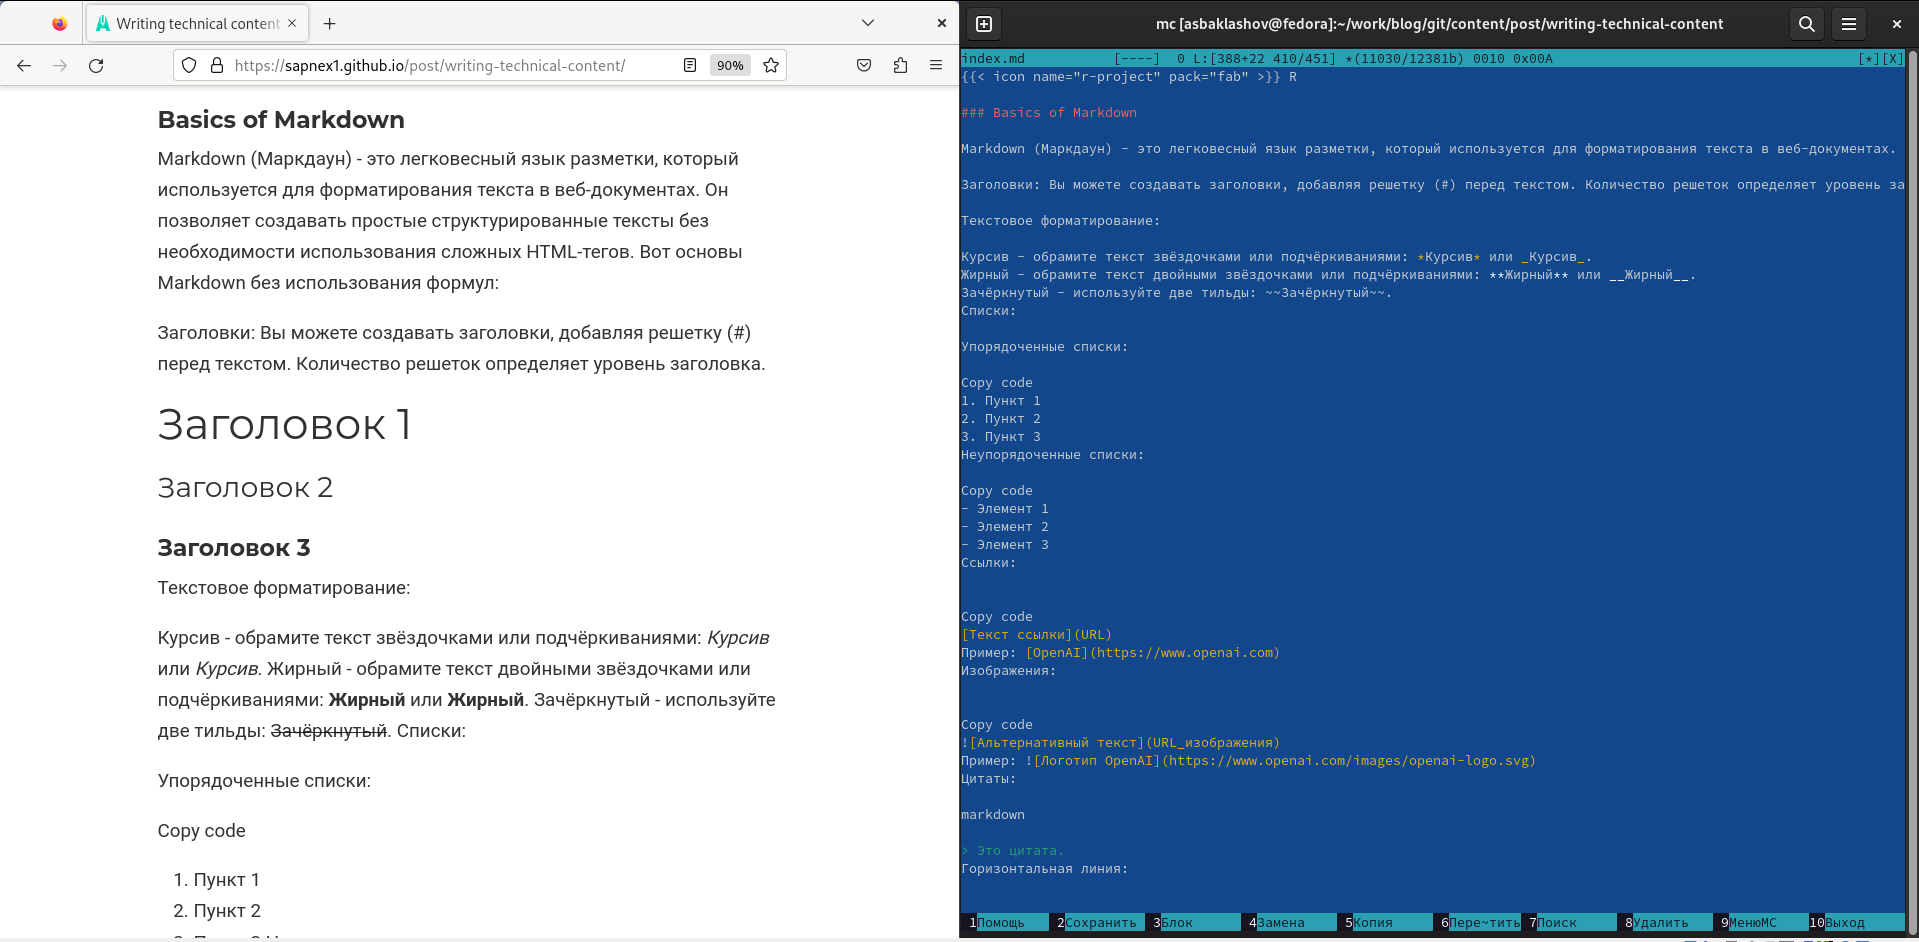 Writing technical content
https://sapnex1.github.io/post/writing-technical-content/
90%
Basics of Markdown
Markdown (Маркдаун) - это легковесный язык разметки, который
используется для форматирования текста в веб-документах. Он
позволяет создавать простые структурированные тексты без
необходимости использования сложных HTML-тегов. Вот основы
Markdown без использования формул:
Заголовки: Вы можете создавать заголовки, добавляя решетку (#)
перед текстом. Количество решеток определяет уровень заголовка.
Заголовок 1
Заголовок 2
Заголовок 3
Текстовое форматирование:
Курсив - обрамите текст звёздочками или подчёркиваниями: Курсив
или Курсив. Жирный - обрамите текст двойными звёздочками или
подчёркиваниями: Жирный или Жирный. Зачёркнутый - используйте
две тильды: Зачёркнутый. Списки:
Упорядоченные списки:
Copy code
1. Пункт 1
2. Пункт 2
mc [asbaklashov@fedora]:~/work/blog/git/content/post/writing-technical-content
index.md [----] 0 L:[388+22 410/451] *(11030/12381b) 0010 0x00A [*][X]
{{< icon name="r-project" pack="fab" >}} R
### Basics of Markdown
Markdown (Маркдаун) - это легковесный язык разметки, который используется для форматирования текста в веб-документах.
Заголовки: Вы можете создавать заголовки, добавляя решетку (#) перед текстом. Количество решеток определяет уровень за
Текстовое форматирование:
Курсив - обрамите текст звёздочками или подчёркиваниями: *Курсив* или _Курсив_.
Жирный - обрамите текст двойными звёздочками или подчёркиваниями: **Жирный** или __Жирный__.
Зачёркнутый - используйте две тильды: ~~Зачёркнутый~~.
Списки:
Упорядоченные списки:
Copy code
1. Пункт 1
2. Пункт 2
3. Пункт 3
Неупорядоченные списки:
Copy code
- Элемент 1
- Элемент 2
- Элемент 3
Ссылки:
Copy code
[Текст ссылки](URL)
Пример: [OpenAI](https://www.openai.com)
Изображения:
Copy code
![Альтернативный текст](URL_изображения)
Пример: ![Логотип OpenAI](https://www.openai.com/images/openai-logo.svg)
Цитаты:
markdown
> Это цитата.
Горизонтальная линия:
1Помощь 2Сохранить 3Блок 4Замена 5Копия 6Пере~тить 7Поиск 8Удалить 9МенюМС 10Выход